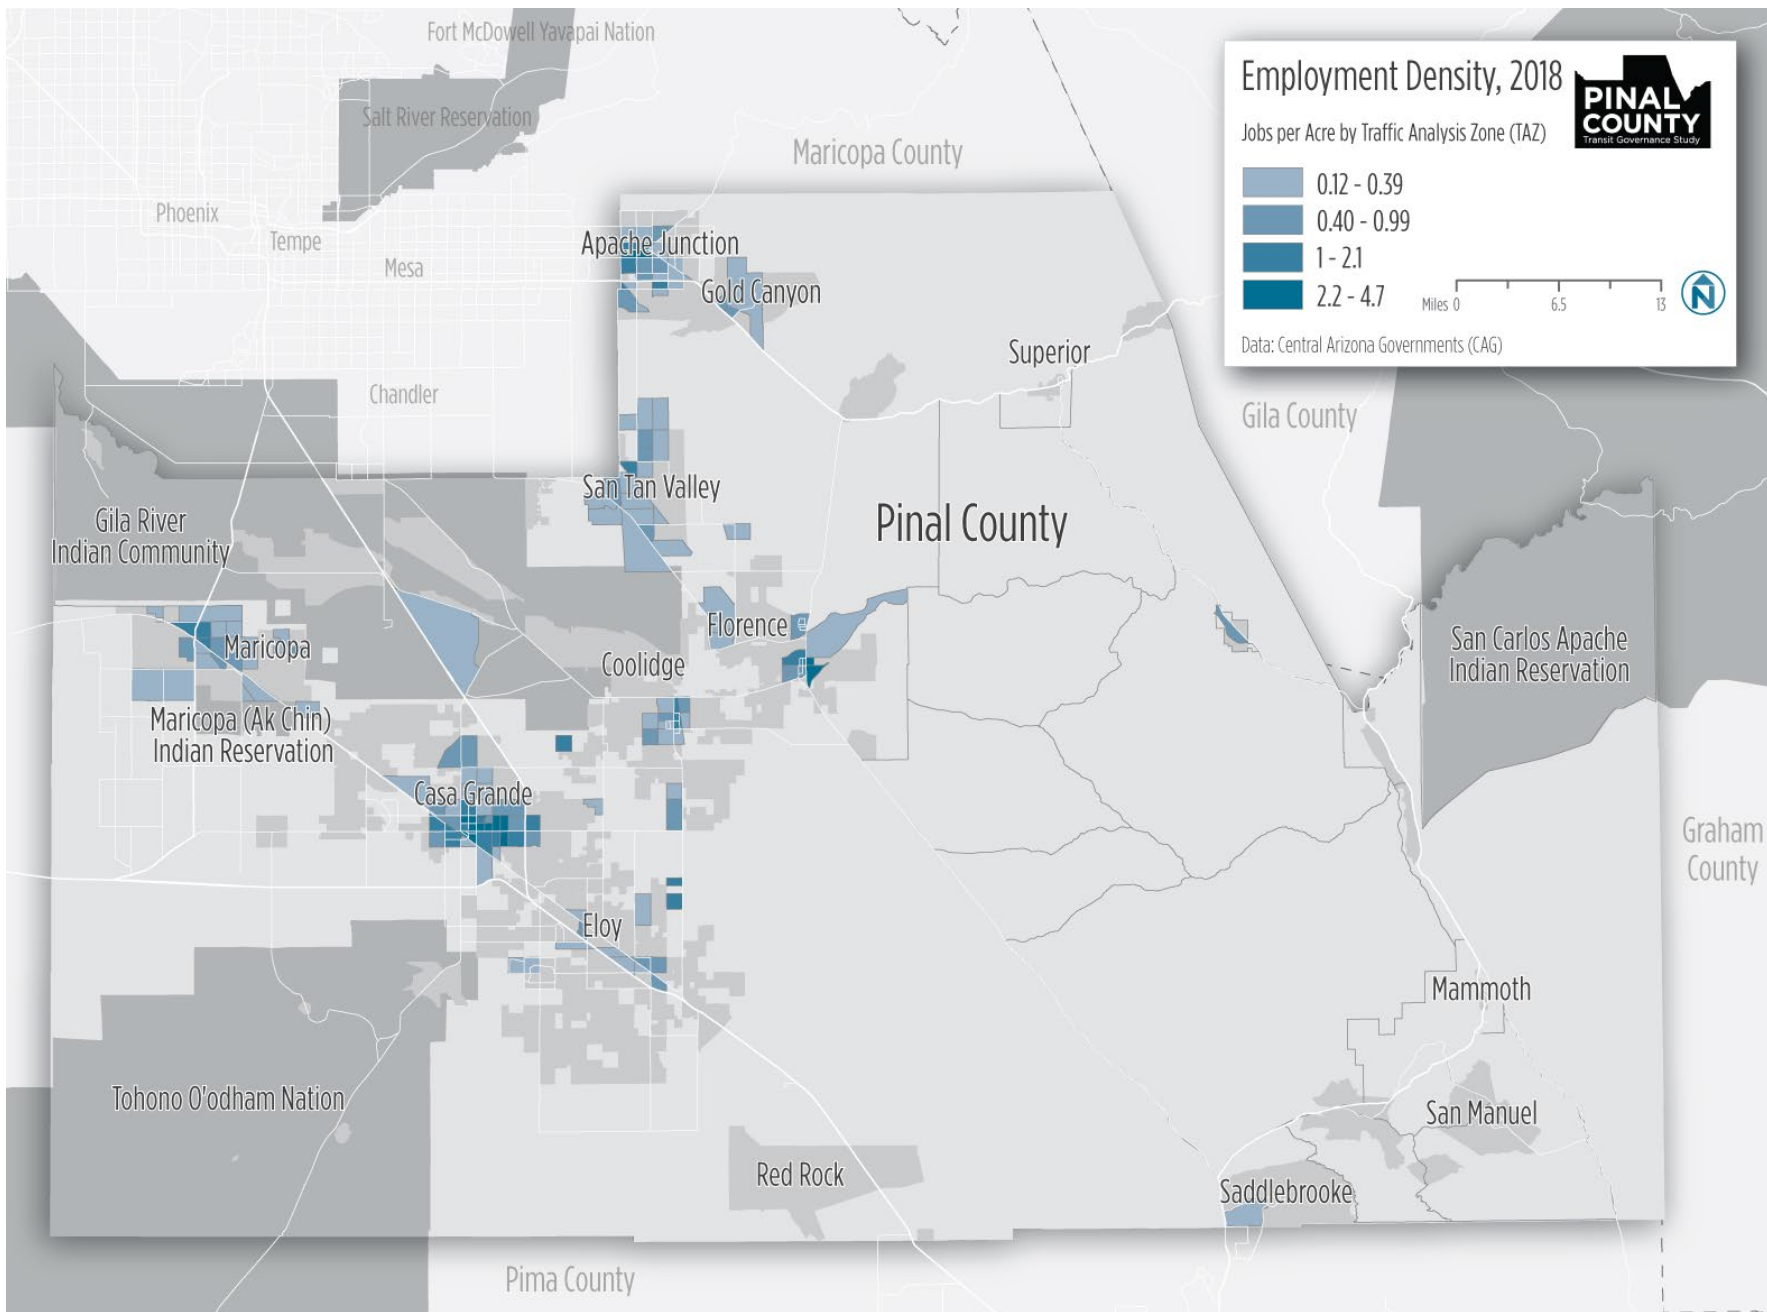 Fort McDowell Yavapai Nation
Salt River Reservation
Maricopa County
Phoenix
Tempe
Mesa
Chandler
Employment Density, 2018
PINAL
COUNTY
Transit Governance Study
Jobs per Acre by Traffic Analysis Zone (TAZ)
0.12 - 0.39
0.40 - 0.99
1 - 2.1
2.2 - 4.7
Miles 0 6.5 13
N
Data: Central Arizona Governments (CAG)
Apache Junction
Gold Canyon
Superior
Gila County
San Tan Valley
Pinal County
Gila River
Indian Community
Florence
Maricopa
Coolidge
San Carlos Apache
Indian Reservation
Maricopa (Ak Chin)
Indian Reservation
Casa Grande
Graham
County
Eloy
Mammoth
Tohono O'odham Nation
San Manuel
Red Rock
Saddlebrooke
Pima County